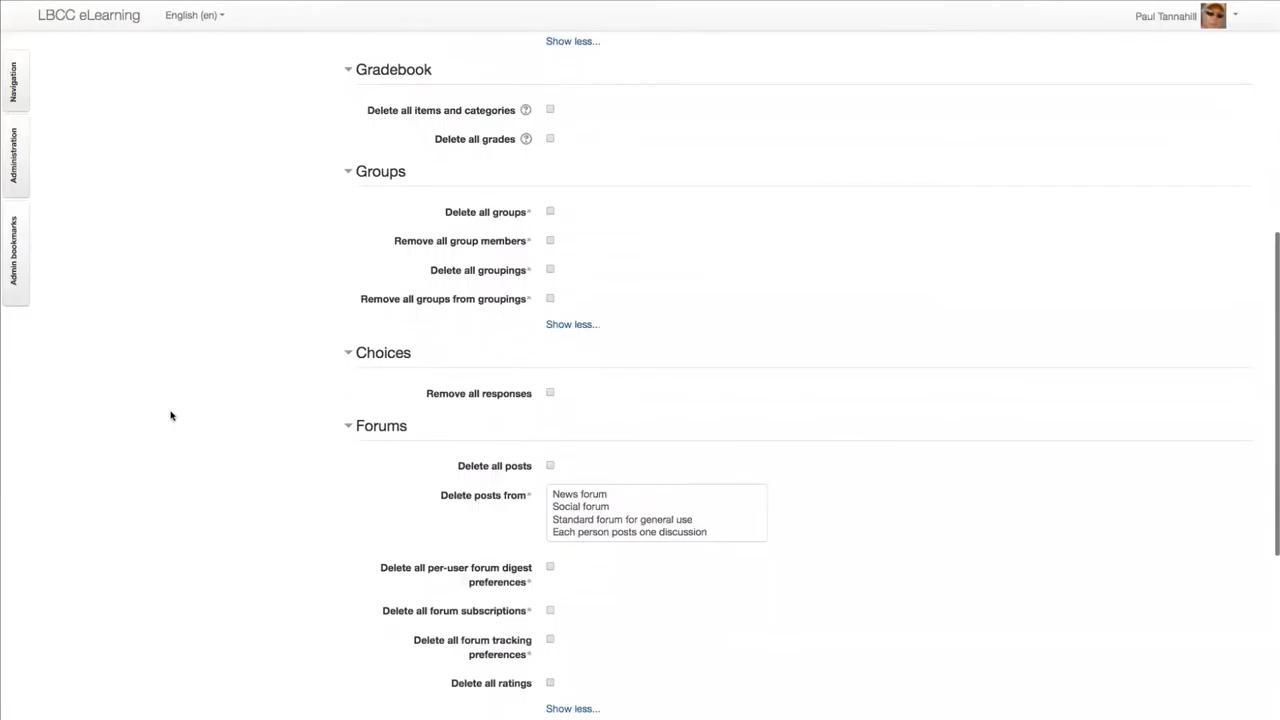 LBCC eLearning English (en) Paul Tannahill
Show less...
Navigation
Administration
Admin bookmarks
Gradebook
Delete all items and categories
Delete all grades
Groups
Delete all groups*
Remove all group members*
Delete all groupings*
Remove all groups from groupings*
Show less...
Choices
Remove all responses
Forums
Delete all posts
Delete posts from*
News forum
Social forum
Standard forum for general use
Each person posts one discussion
Delete all per-user forum digest
preferences*
Delete all forum subscriptions*
Delete all forum tracking
preferences*
Delete all ratings
Show less...